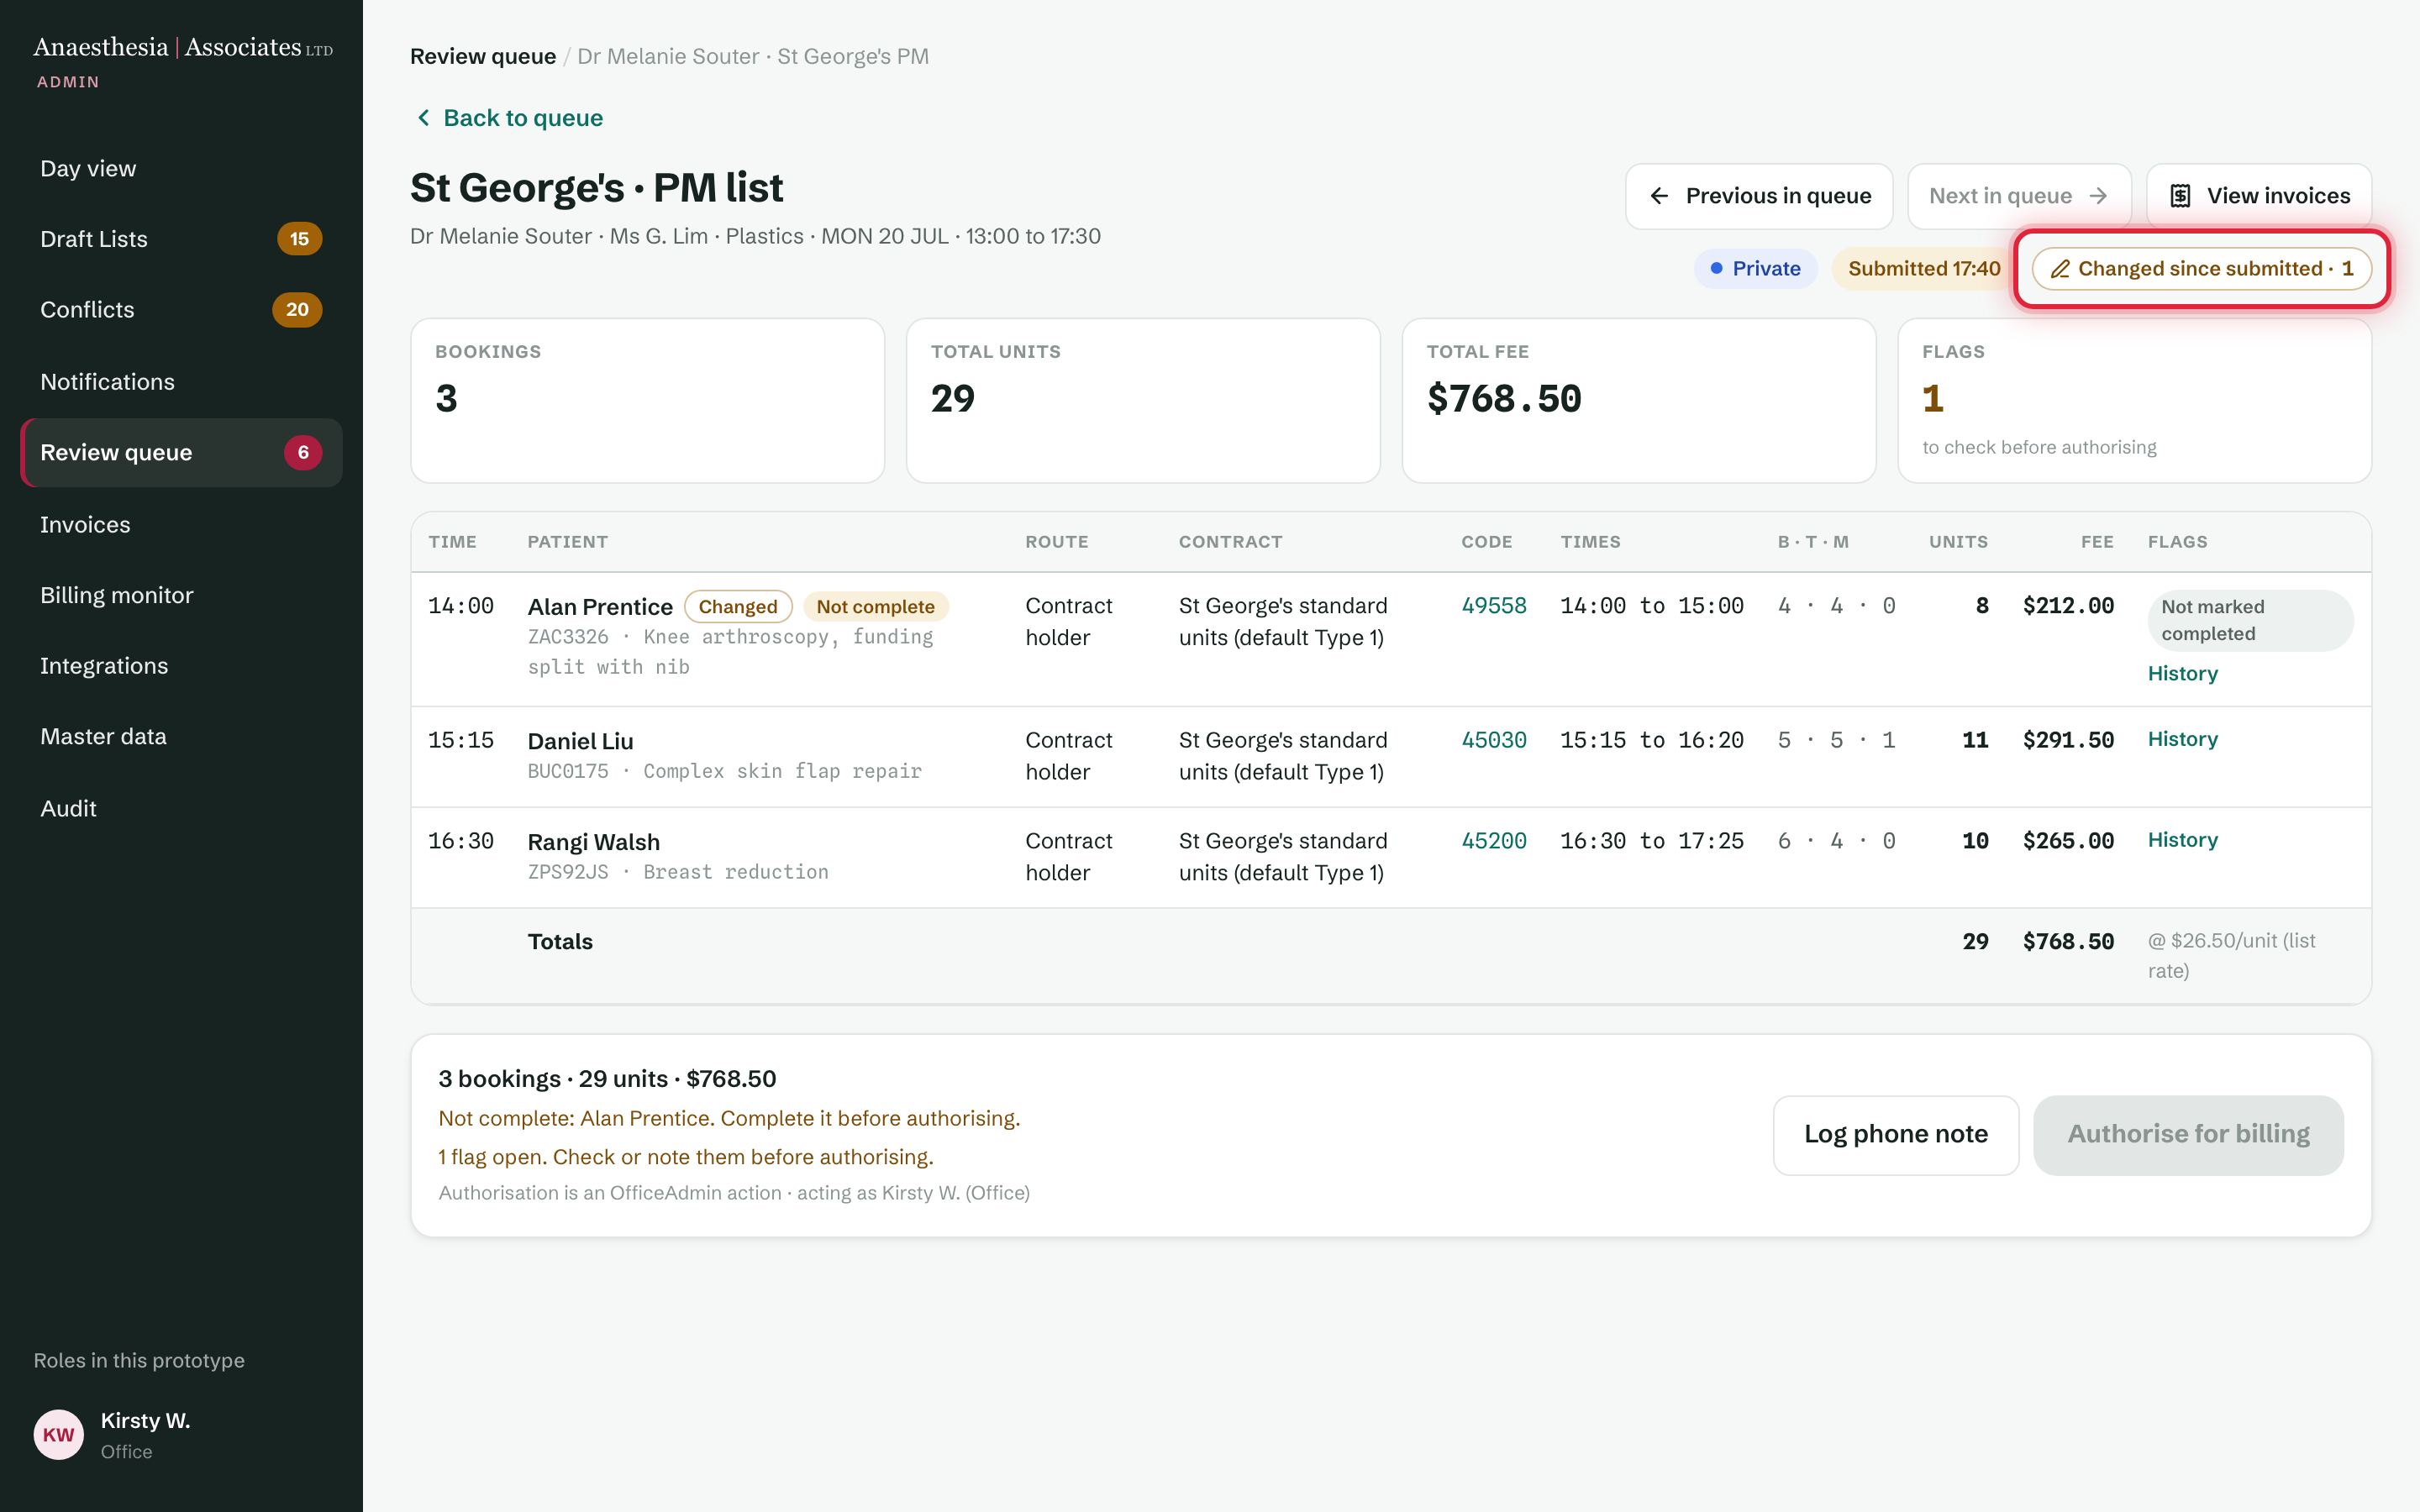 Anaesthesia | Associates LTD
ADMIN
Day view
Draft Lists 15
Conflicts 20
Notifications
Review queue 6
Invoices
Billing monitor
Integrations
Master data
Audit
Roles in this prototype
KW
Kirsty W.
Office
Review queue / Dr Melanie Souter · St George's PM
Back to queue
St George's · PM list
Dr Melanie Souter · Ms G. Lim · Plastics · MON 20 JUL · 13:00 to 17:30
Previous in queue
Next in queue
View invoices
Private
Submitted 17:40
Changed since submitted · 1
BOOKINGS
3
TOTAL UNITS
29
TOTAL FEE
$768.50
FLAGS
1
to check before authorising
TIME PATIENT ROUTE CONTRACT CODE TIMES B · T · M UNITS FEE FLAGS
14:00 Alan Prentice Changed Not complete Contract St George's standard 49558 14:00 to 15:00 4 · 4 · 0 8 $212.00 Not marked
ZAC3326 · Knee arthroscopy, funding holder units (default Type 1) completed
split with nib History
15:15 Daniel Liu Contract St George's standard 45030 15:15 to 16:20 5 · 5 · 1 11 $291.50 History
BUC0175 · Complex skin flap repair holder units (default Type 1)
16:30 Rangi Walsh Contract St George's standard 45200 16:30 to 17:25 6 · 4 · 0 10 $265.00 History
ZPS92JS · Breast reduction holder units (default Type 1)
Totals 29 $768.50 @ $26.50/unit (list
rate)
3 bookings · 29 units · $768.50
Not complete: Alan Prentice. Complete it before authorising.
1 flag open. Check or note them before authorising.
Authorisation is an OfficeAdmin action · acting as Kirsty W. (Office)
Log phone note
Authorise for billing